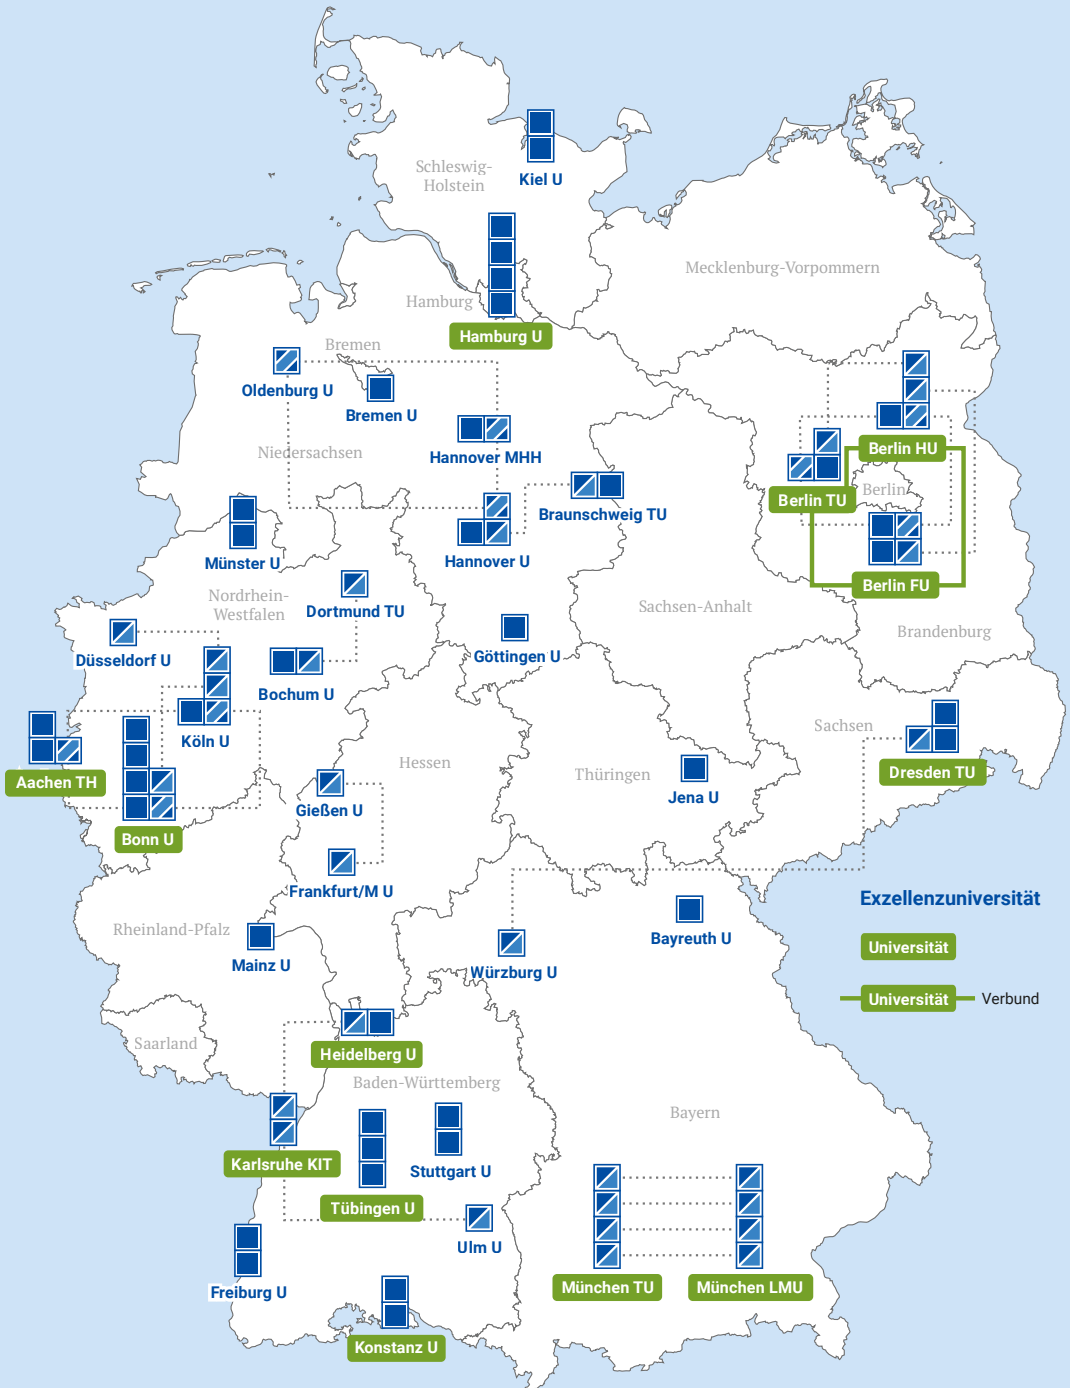 Schleswig-
Holstein
Kiel U
Mecklenburg-Vorpommern
Hamburg
Hamburg U
Bremen
Oldenburg U
Bremen U
Hannover MHH
Niedersachsen
Berlin HU
Berlin TU
Berlin
Braunschweig TU
Münster U
Hannover U
Berlin FU
Nordrhein-
Westfalen
Dortmund TU
Sachsen-Anhalt
Brandenburg
Düsseldorf U
Göttingen U
Bochum U
Köln U
Sachsen
Aachen TH
Hessen
Thüringen
Dresden TU
Jena U
Gießen U
Bonn U
Frankfurt/M U
Exzellenzuniversität
Rheinland-Pfalz
Bayreuth U
Universität
Mainz U
Würzburg U
Universität
Verbund
Saarland
Heidelberg U
Baden-Württemberg
Bayern
Karlsruhe KIT
Stuttgart U
Tübingen U
Ulm U
Freiburg U
München TU
München LMU
Konstanz U